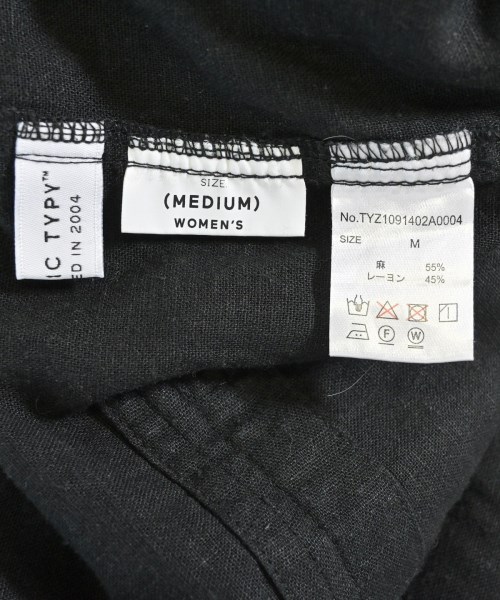 IC TYPY™
ED IN 2004
SIZE
(MEDIUM)
WOMEN'S
No.TYZ1091402A0004
SIZE M
麻 55%
レーヨン 45%
F W